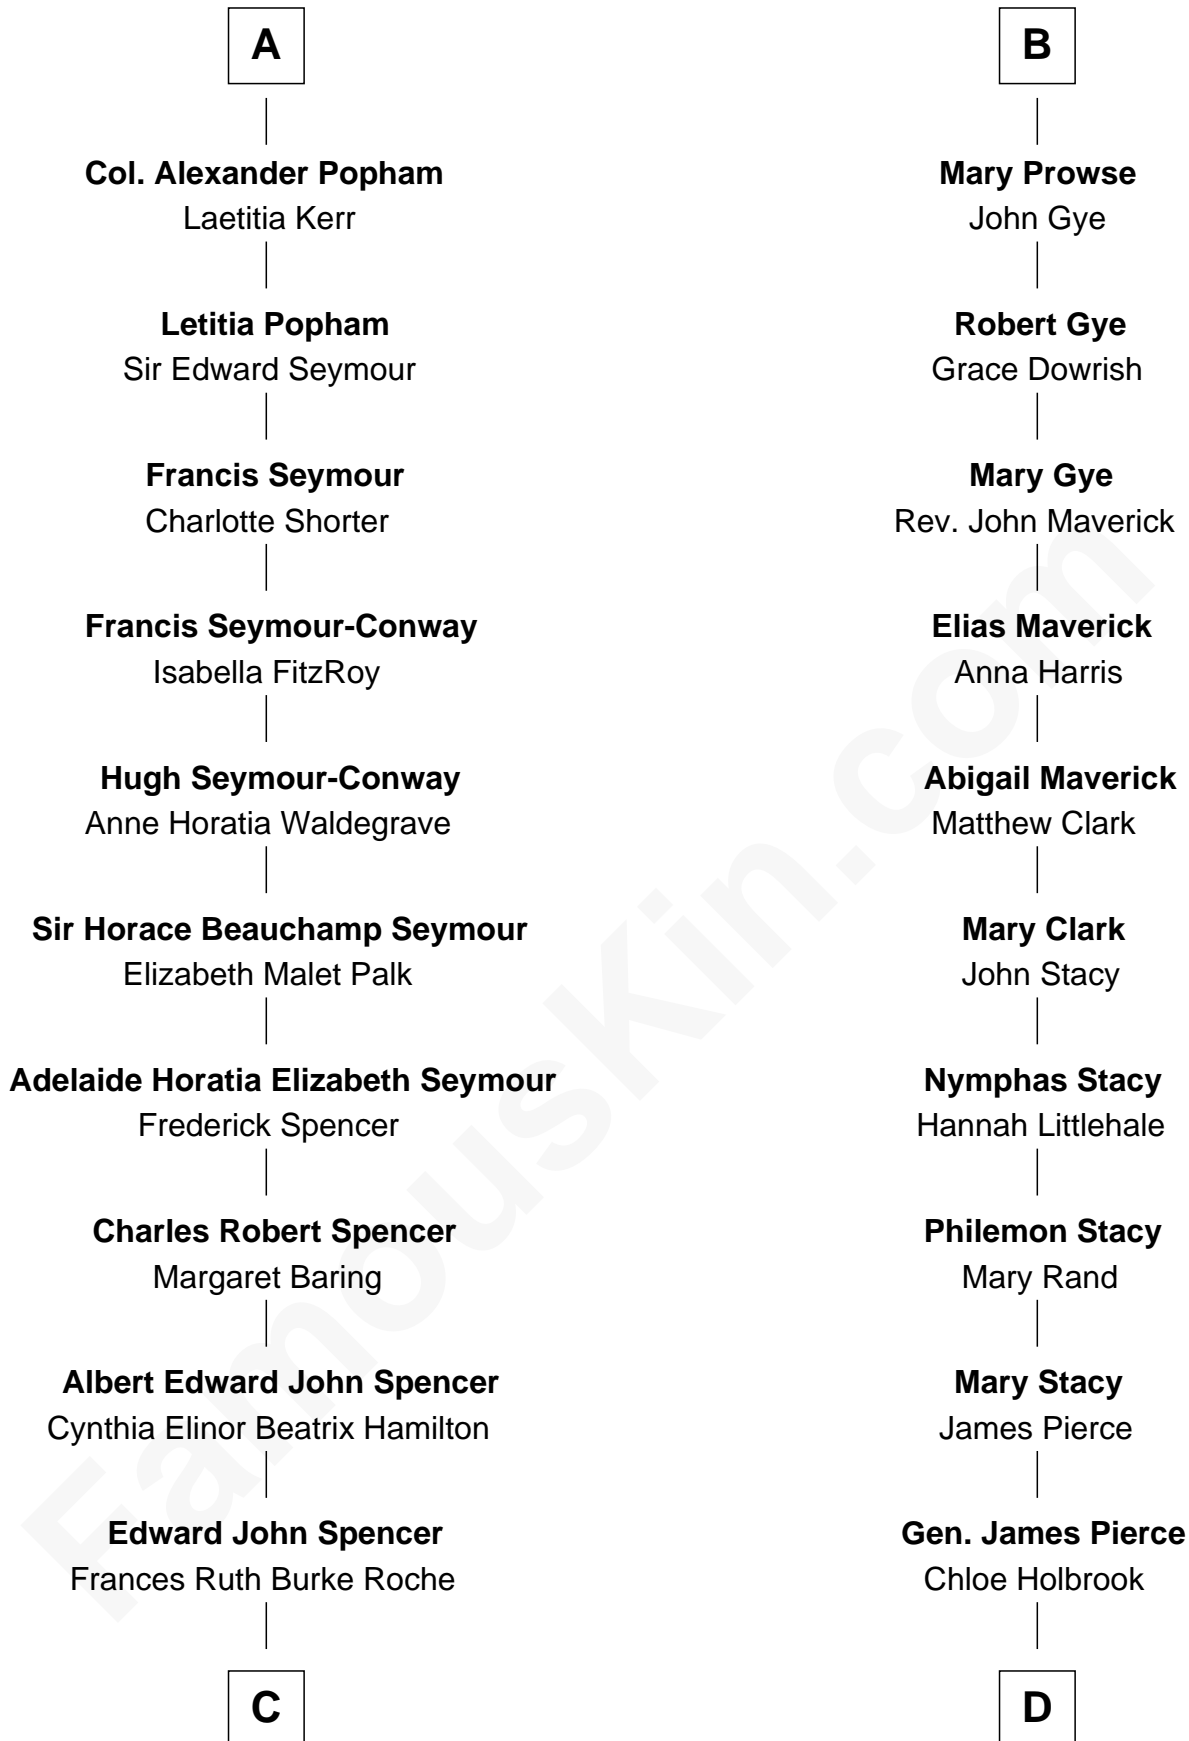 A
Col. Alexander Popham
Laetitia Kerr
Letitia Popham
Sir Edward Seymour
Francis Seymour
Charlotte Shorter
Francis Seymour-Conway
Isabella FitzRoy
Hugh Seymour-Conway
Anne Horatia Waldegrave
Sir Horace Beauchamp Seymour
Elizabeth Malet Palk
Adelaide Horatia Elizabeth Seymour
Frederick Spencer
Charles Robert Spencer
Margaret Baring
Albert Edward John Spencer
Cynthia Elinor Beatrix Hamilton
Edward John Spencer
Frances Ruth Burke Roche
C
B
Mary Prowse
John Gye
Robert Gye
Grace Dowrish
Mary Gye
Rev. John Maverick
Elias Maverick
Anna Harris
Abigail Maverick
Matthew Clark
Mary Clark
John Stacy
Nymphas Stacy
Hannah Littlehale
Philemon Stacy
Mary Rand
Mary Stacy
James Pierce
Gen. James Pierce
Chloe Holbrook
D
FamousKin.com